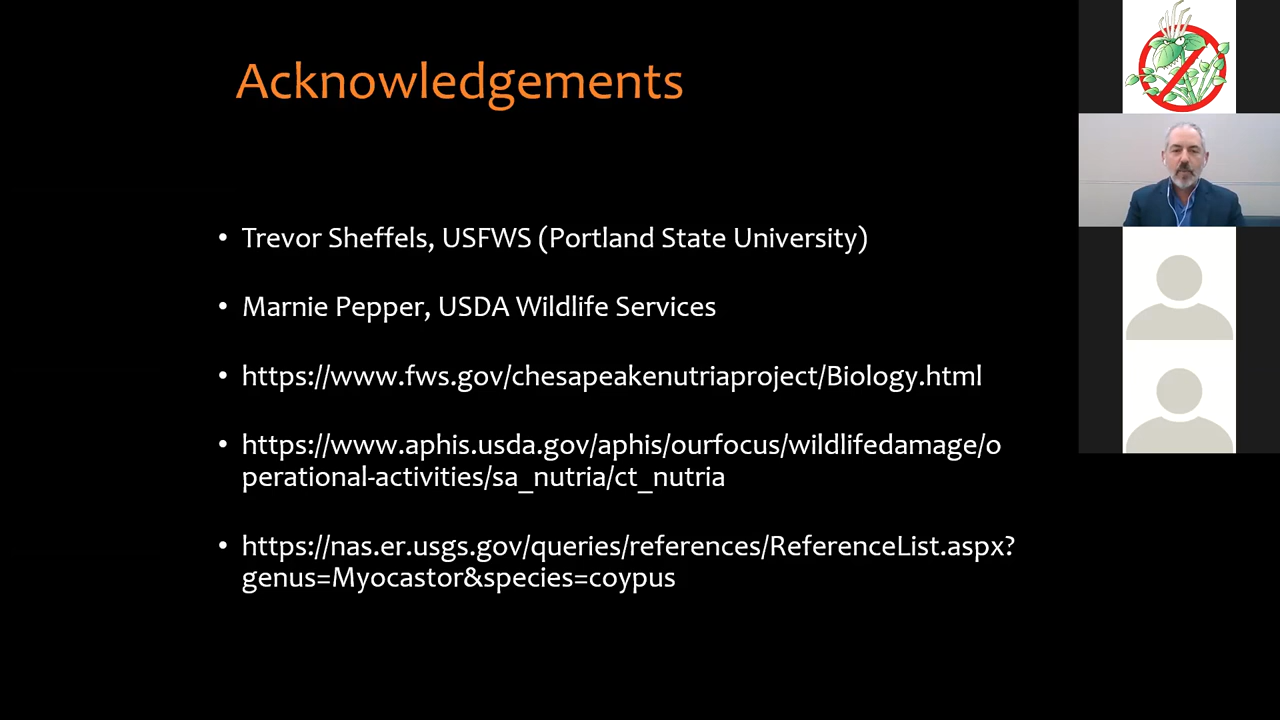 Acknowledgements
• Trevor Sheffels, USFWS (Portland State University)
• Marnie Pepper, USDA Wildlife Services
• https://www.fws.gov/chesapeakenutriaproject/Biology.html
• https://www.aphis.usda.gov/aphis/ourfocus/wildlifedamage/o
perational-activities/sa_nutria/ct_nutria
• https://nas.er.usgs.gov/queries/references/ReferenceList.aspx?
genus=Myocastor&species=coypus